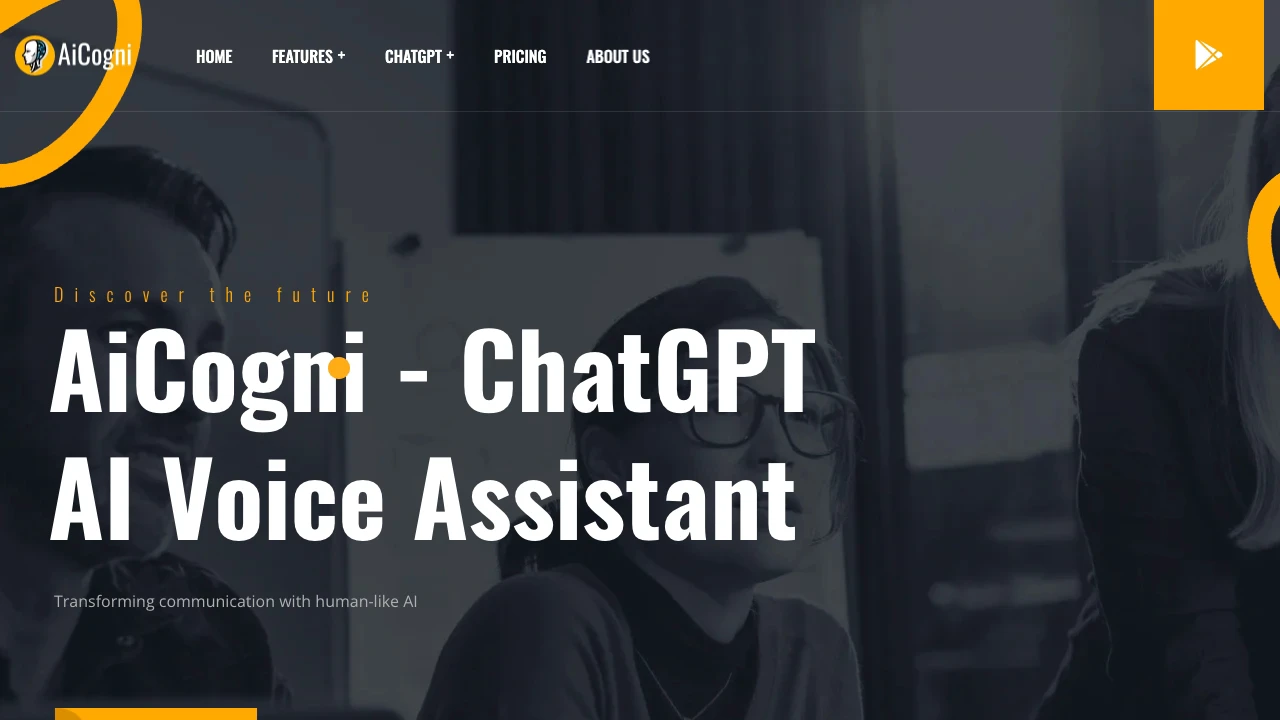 AiCogni
HOME
FEATURES +
CHATGPT +
PRICING
ABOUT US
Discover the future
AiCogni - ChatGPT
AI Voice Assistant
Transforming communication with human-like AI